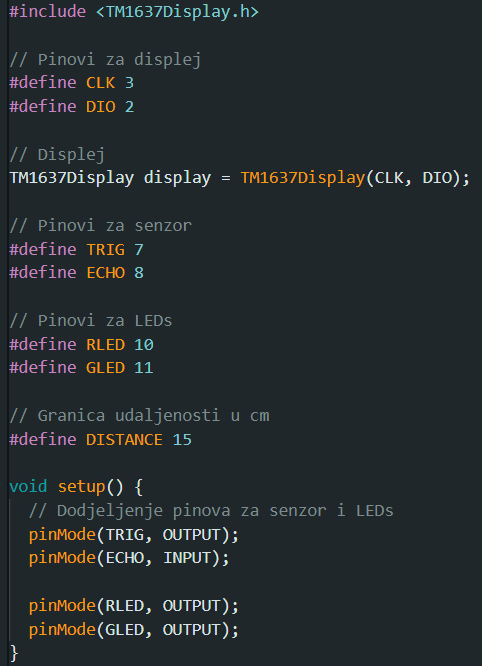 #include <TM1637Display.h>
// Pinovi za displej
#define CLK 3
#define DIO 2
// Displej
TM1637Display display = TM1637Display(CLK, DIO);
// Pinovi za senzor
#define TRIG 7
#define ECHO 8
// Pinovi za LEDs
#define RLED 10
#define GLED 11
// Granica udaljenosti u cm
#define DISTANCE 15
void setup() {
  // Dodjeljenje pinova za senzor i LEDs
  pinMode(TRIG, OUTPUT);
  pinMode(ECHO, INPUT);
  pinMode(RLED, OUTPUT);
  pinMode(GLED, OUTPUT);
}